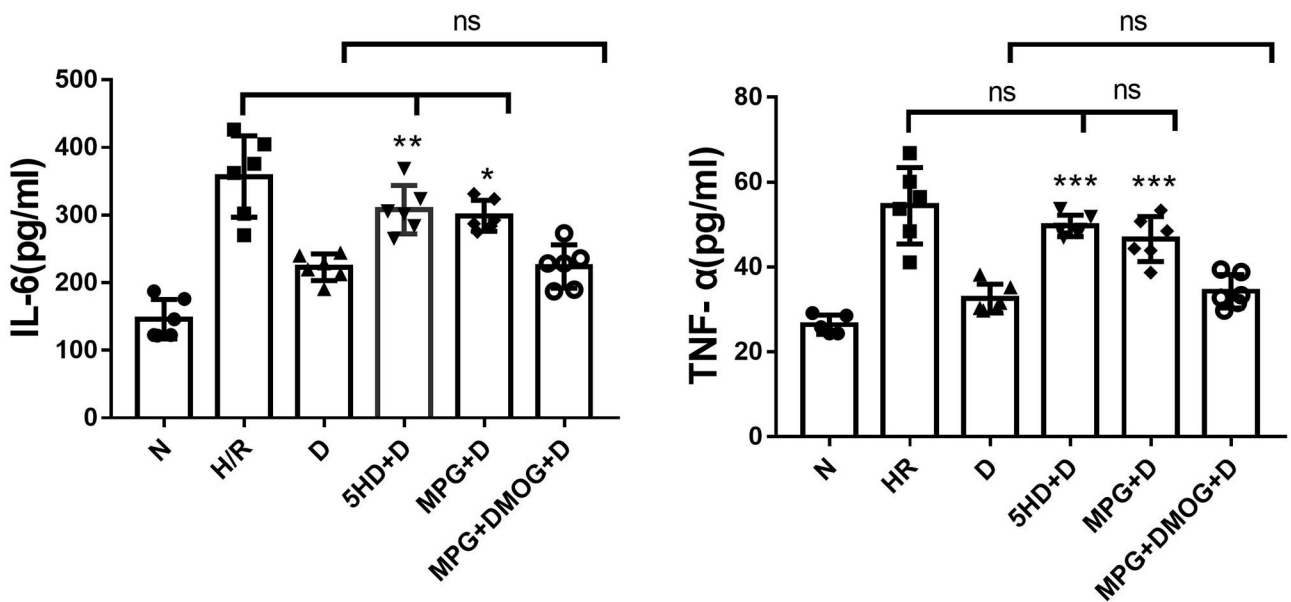 ns
IL-6(pg/ml)
500
400
300
200
100
0
**
*
N
H/R
D
5HD+D
MPG+D
MPG+DMOG+D
ns
ns
ns
TNF- α(pg/ml)
80
60
40
20
0
***
***
N
HR
D
5HD+D
MPG+D
MPG+DMOG+D